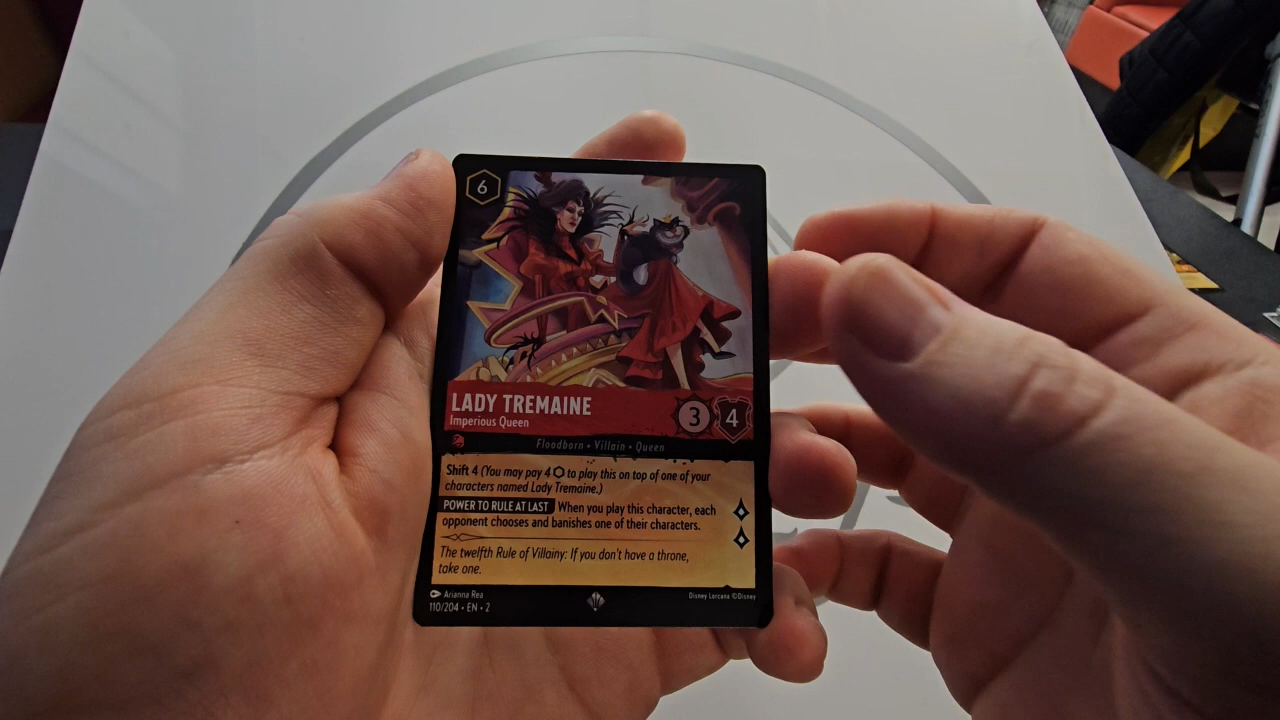 6
LADY TREMAINE
Imperious Queen
3 4
Floodborn • Villain • Queen
Shift 4 (You may pay 4 ⬡ to play this on top of one of your
characters named Lady Tremaine.)
POWER TO RULE AT LAST When you play this character, each
opponent chooses and banishes one of their characters.
The twelfth Rule of Villainy: If you don't have a throne,
take one.
Arianna Rea
Disney Lorcana ©Disney
110/204 • EN • 2